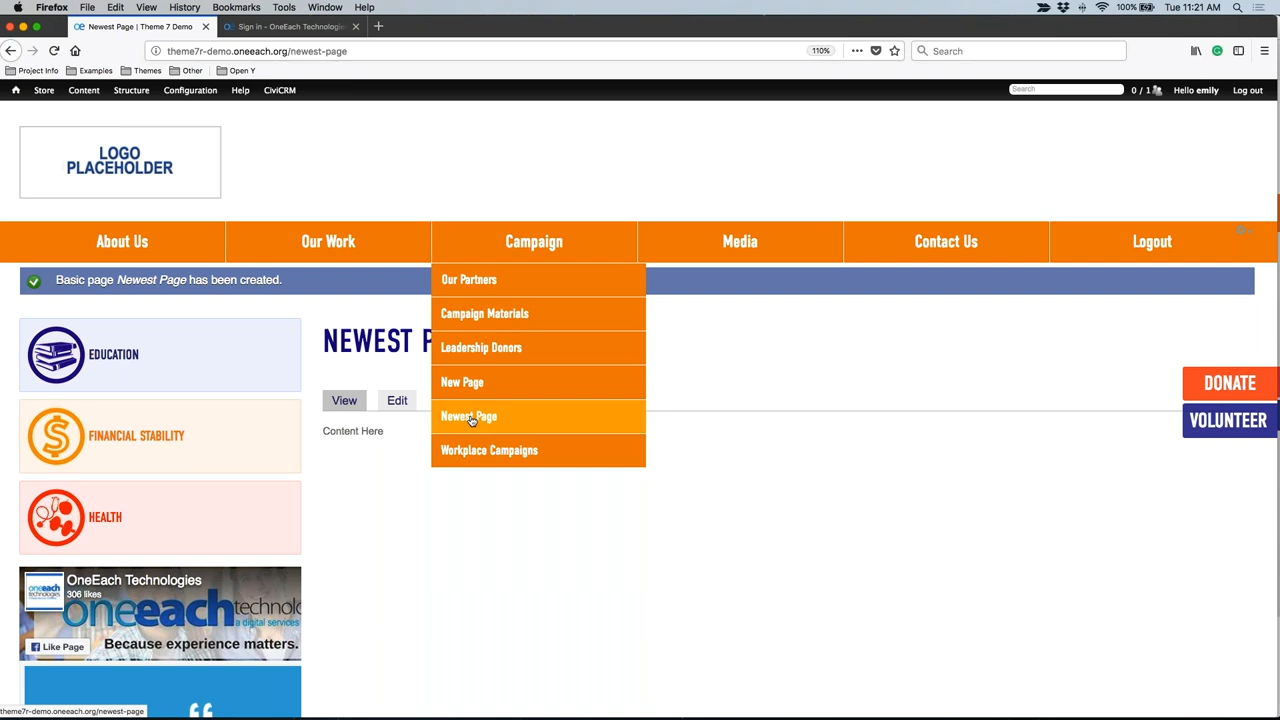 Firefox File Edit View History Bookmarks Tools Window Help 100% Tue 11:21 AM
Newest Page | Theme 7 Demo Sign in - OneEach Technologie
theme7r-demo.oneeach.org/newest-page 110% Search
Project Info Examples Themes Other Open Y
Store Content Structure Configuration Help CiviCRM Search 0 / 1 Hello emily Log out
LOGO
PLACEHOLDER
About Us Our Work Campaign Media Contact Us Logout
Basic page Newest Page has been created.
Our Partners
Campaign Materials
Leadership Donors
New Page
Newest Page
Workplace Campaigns
NEWEST P
View Edit
Content Here
EDUCATION
FINANCIAL STABILITY
HEALTH
DONATE
VOLUNTEER
OneEach Technologies
306 likes
oneeach technolo
a digital services
Like Page Because experience matters.
theme7r-demo.oneeach.org/newest-page